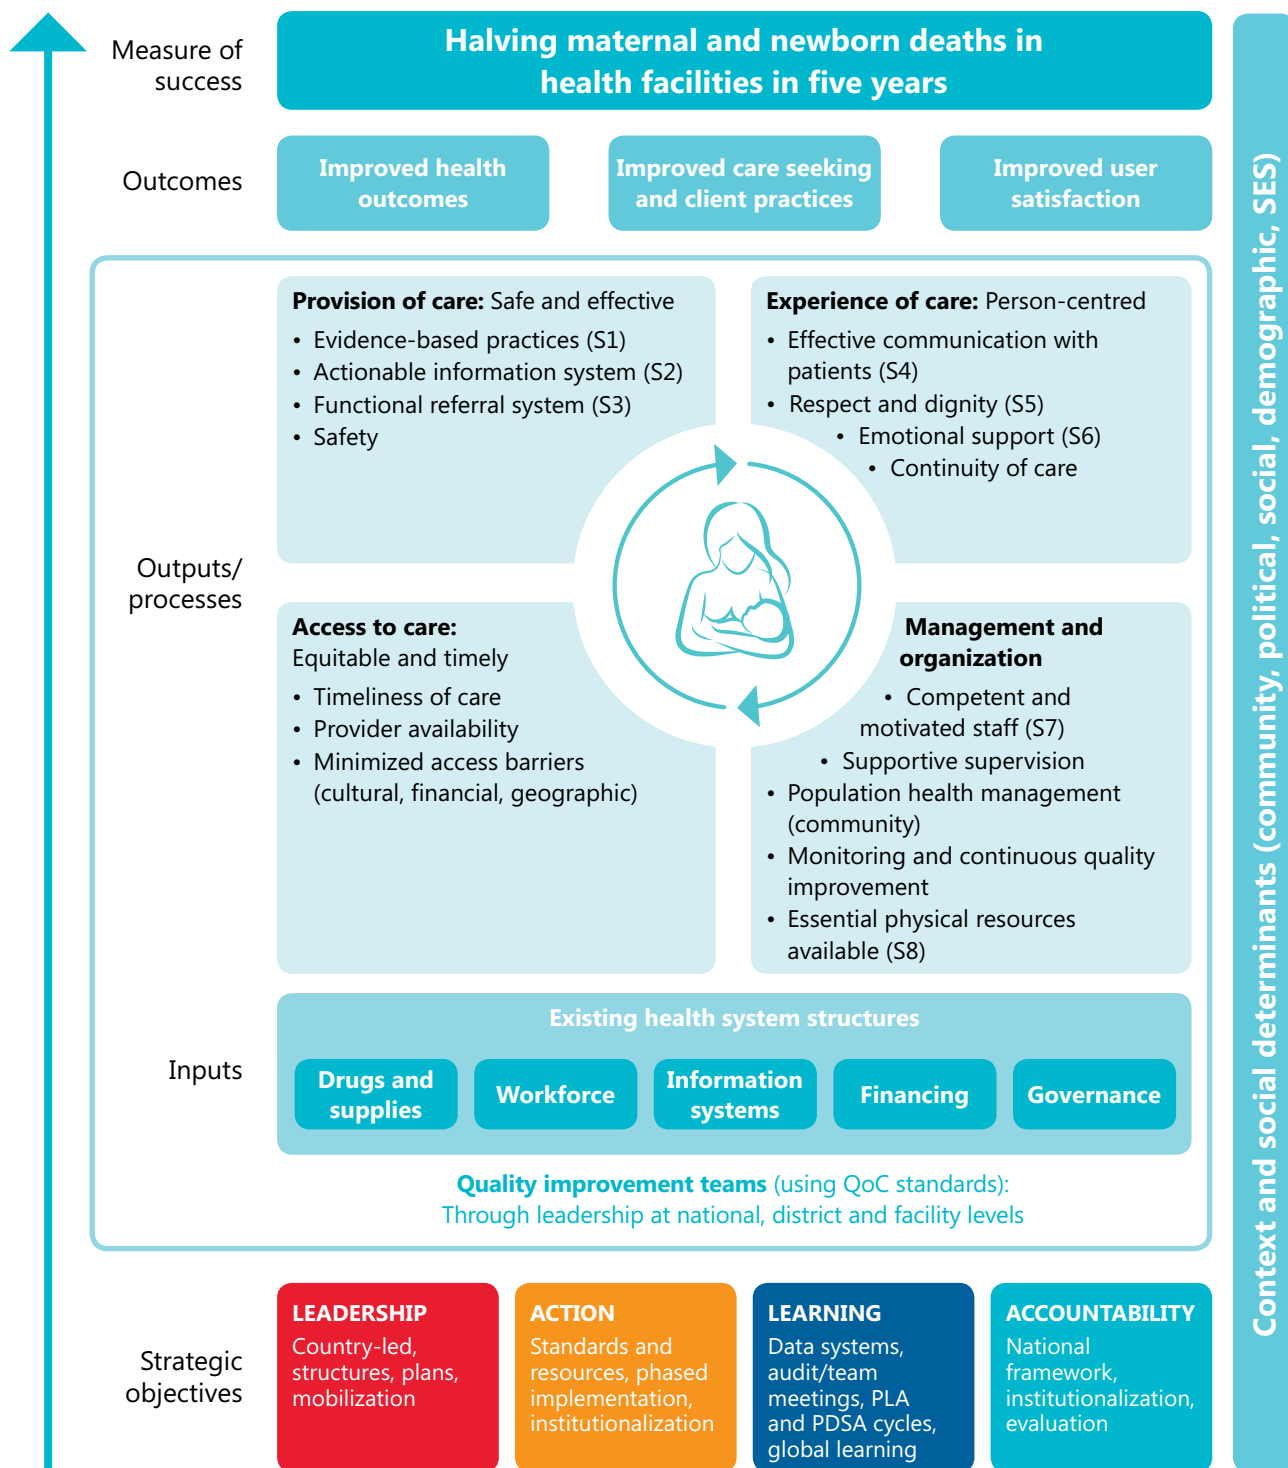 Measure of
success
Halving maternal and newborn deaths in
health facilities in five years
Outcomes
Improved health
outcomes
Improved care seeking
and client practices
Improved user
satisfaction
Outputs/
processes
Provision of care: Safe and effective
• Evidence-based practices (S1)
• Actionable information system (S2)
• Functional referral system (S3)
• Safety
Experience of care: Person-centred
• Effective communication with
patients (S4)
• Respect and dignity (S5)
• Emotional support (S6)
• Continuity of care
Access to care:
Equitable and timely
• Timeliness of care
• Provider availability
• Minimized access barriers
(cultural, financial, geographic)
Management and
organization
• Competent and
motivated staff (S7)
• Supportive supervision
• Population health management
(community)
• Monitoring and continuous quality
improvement
• Essential physical resources
available (S8)
Inputs
Existing health system structures
Drugs and
supplies
Workforce
Information
systems
Financing
Governance
Quality improvement teams (using QoC standards):
Through leadership at national, district and facility levels
Strategic
objectives
LEADERSHIP
Country-led,
structures, plans,
mobilization
ACTION
Standards and
resources, phased
implementation,
institutionalization
LEARNING
Data systems,
audit/team
meetings, PLA
and PDSA cycles,
global learning
ACCOUNTABILITY
National
framework,
institutionalization,
evaluation
Context and social determinants (community, political, social, demographic, SES)